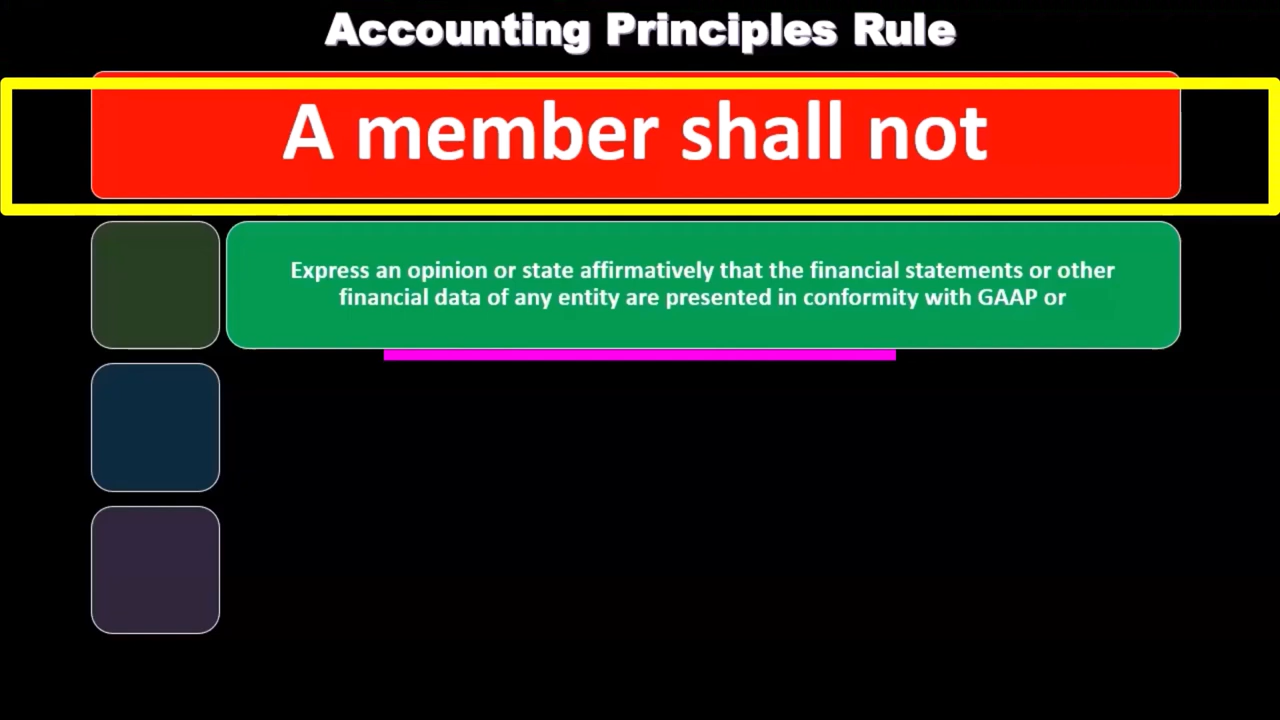 Accounting Principles Rule
A member shall not
Express an opinion or state affirmatively that the financial statements or other
financial data of any entity are presented in conformity with GAAP or